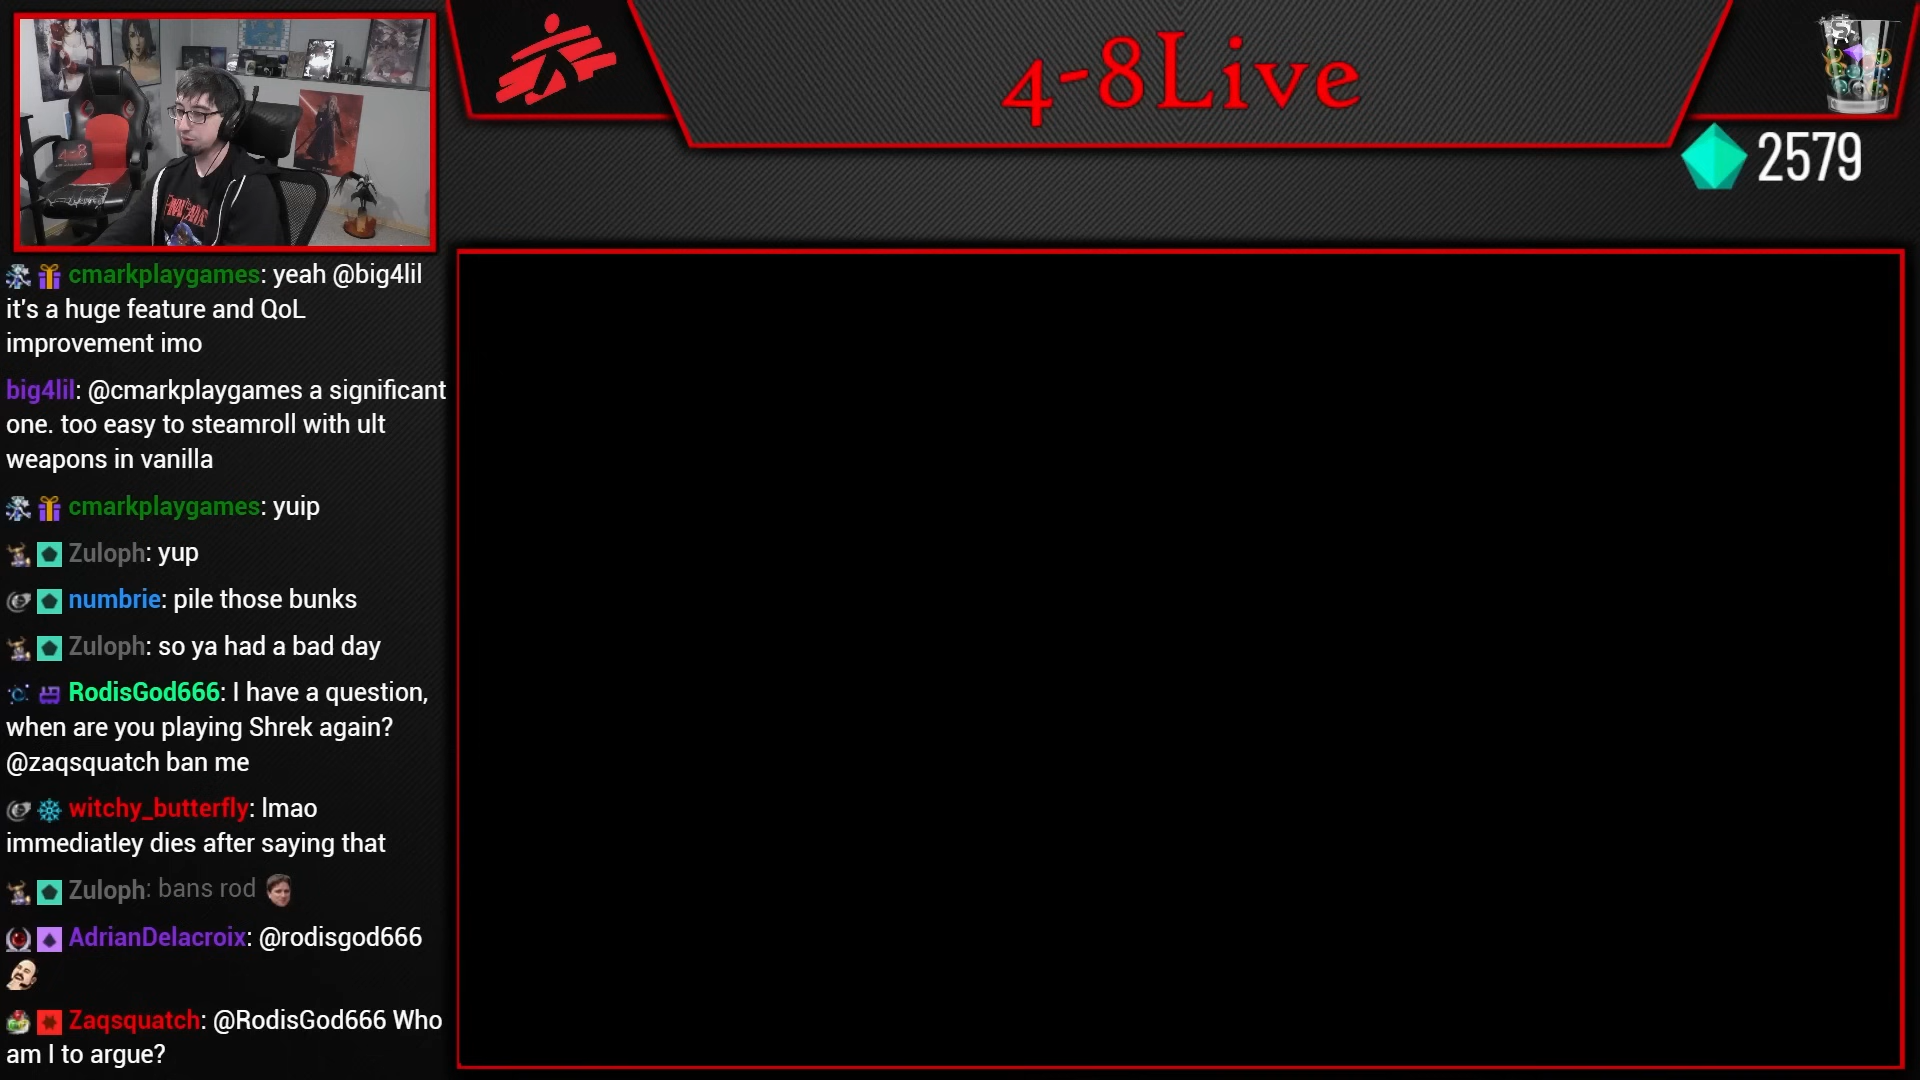 4-8Live
2579
4-8
cmarkplaygames: yeah @big4lil
it's a huge feature and QoL
improvement imo
big4lil: @cmarkplaygames a significant
one. too easy to steamroll with ult
weapons in vanilla
cmarkplaygames: yuip
Zuloph: yup
numbrie: pile those bunks
Zuloph: so ya had a bad day
RodisGod666: I have a question,
when are you playing Shrek again?
@zaqsquatch ban me
witchy_butterfly: lmao
immediatley dies after saying that
Zuloph: bans rod
AdrianDelacroix: @rodisgod666
Zaqsquatch: @RodisGod666 Who
am I to argue?